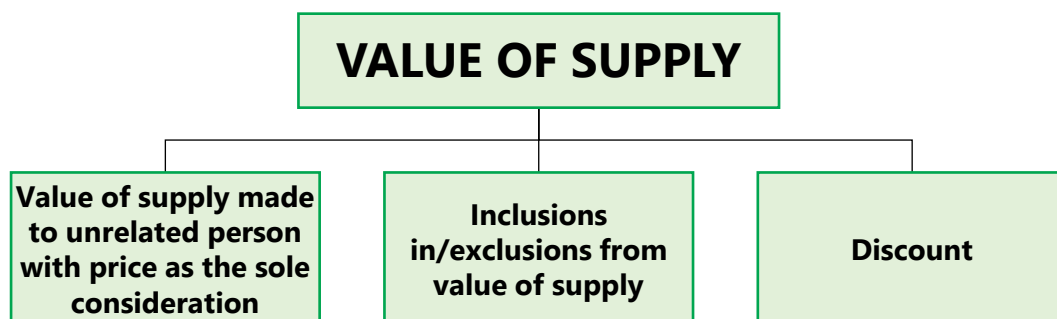 VALUE OF SUPPLY
Value of supply made
to unrelated person
with price as the sole
consideration
Inclusions
in/exclusions from
value of supply
Discount